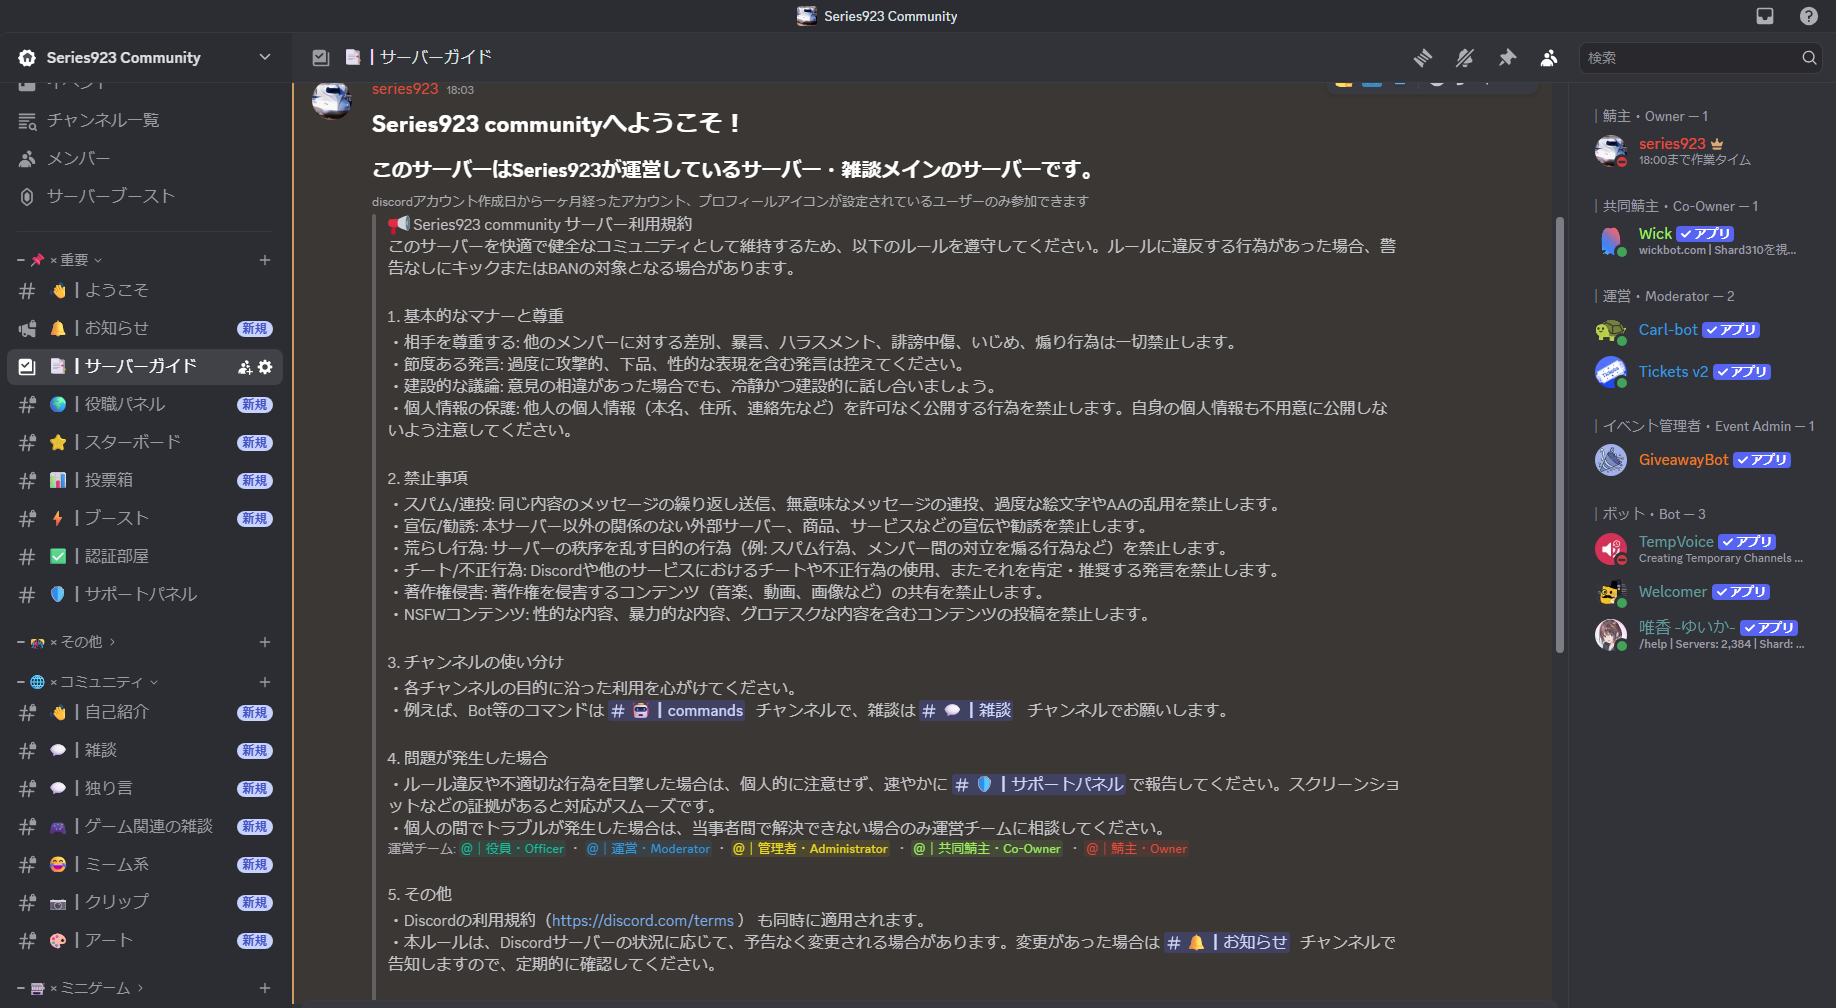 Series923 Community
Series923 Community
イベント
チャンネル一覧
メンバー
サーバーブースト
× 重要
ようこそ
お知らせ 新規
サーバーガイド
役職パネル 新規
スターボード 新規
投票箱 新規
ブースト 新規
認証部屋
サポートパネル
× その他
× コミュニティ
自己紹介 新規
雑談 新規
独り言 新規
ゲーム関連の雑談 新規
ミーム系 新規
クリップ 新規
アート 新規
× ミニゲーム
| サーバーガイド
検索
series923 18:03
Series923 communityへようこそ！
このサーバーはSeries923が運営しているサーバー・雑談メインのサーバーです。
discordアカウント作成日から一ヶ月経ったアカウント、プロフィールアイコンが設定されているユーザーのみ参加できます
📢 Series923 community サーバー利用規約
このサーバーを快適で健全なコミュニティとして維持するため、以下のルールを遵守してください。ルールに違反する行為があった場合、警
告なしにキックまたはBANの対象となる場合があります。
1. 基本的なマナーと尊重
・相手を尊重する: 他のメンバーに対する差別、暴言、ハラスメント、誹謗中傷、いじめ、煽り行為は一切禁止します。
・節度ある発言: 過度に攻撃的、下品、性的な表現を含む発言は控えてください。
・建設的な議論: 意見の相違があった場合でも、冷静かつ建設的に話し合いましょう。
・個人情報の保護: 他人の個人情報（本名、住所、連絡先など）を許可なく公開する行為を禁止します。自身の個人情報も不用意に公開しな
いよう注意してください。
2. 禁止事項
・スパム/連投: 同じ内容のメッセージの繰り返し送信、無意味なメッセージの連投、過度な絵文字やAAの乱用を禁止します。
・宣伝/勧誘: 本サーバー以外の関係のない外部サーバー、商品、サービスなどの宣伝や勧誘を禁止します。
・荒らし行為: サーバーの秩序を乱す目的の行為（例: スパム行為、メンバー間の対立を煽る行為など）を禁止します。
・チート/不正行為: Discordや他のサービスにおけるチートや不正行為の使用、またそれを肯定・推奨する発言を禁止します。
・著作権侵害: 著作権を侵害するコンテンツ（音楽、動画、画像など）の共有を禁止します。
・NSFWコンテンツ: 性的な内容、暴力的な内容、グロテスクな内容を含むコンテンツの投稿を禁止します。
3. チャンネルの使い分け
・各チャンネルの目的に沿った利用を心がけてください。
・例えば、Bot等のコマンドは # 🤖 | commands チャンネルで、雑談は # 💬 | 雑談 チャンネルでお願いします。
4. 問題が発生した場合
・ルール違反や不適切な行為を目撃した場合は、個人的に注意せず、速やかに # 🛡 | サポートパネル で報告してください。スクリーンショ
ットなどの証拠があると対応がスムーズです。
・個人の間でトラブルが発生した場合は、当事者間で解決できない場合のみ運営チームに相談してください。
運営チーム: @ | 役員・Officer ・ @ | 運営・Moderator ・ @ | 管理者・Administrator ・ @ | 共同鯖主・Co-Owner ・ @ | 鯖主・Owner
5. その他
・Discordの利用規約（https://discord.com/terms ） も同時に適用されます。
・本ルールは、Discordサーバーの状況に応じて、予告なく変更される場合があります。変更があった場合は # 🔔 | お知らせ チャンネルで
告知しますので、定期的に確認してください。
| 鯖主・Owner — 1
series923
18:00まで作業タイム
| 共同鯖主・Co-Owner — 1
Wick ✓ アプリ
wickbot.com | Shard310を視...
| 運営・Moderator — 2
Carl-bot ✓ アプリ
Tickets v2 ✓ アプリ
| イベント管理者・Event Admin — 1
GiveawayBot ✓ アプリ
| ボット・Bot — 3
TempVoice ✓ アプリ
Creating Temporary Channels ...
Welcomer ✓ アプリ
唯香 -ゆいか- ✓ アプリ
/help | Servers: 2,384 | Shard: ...